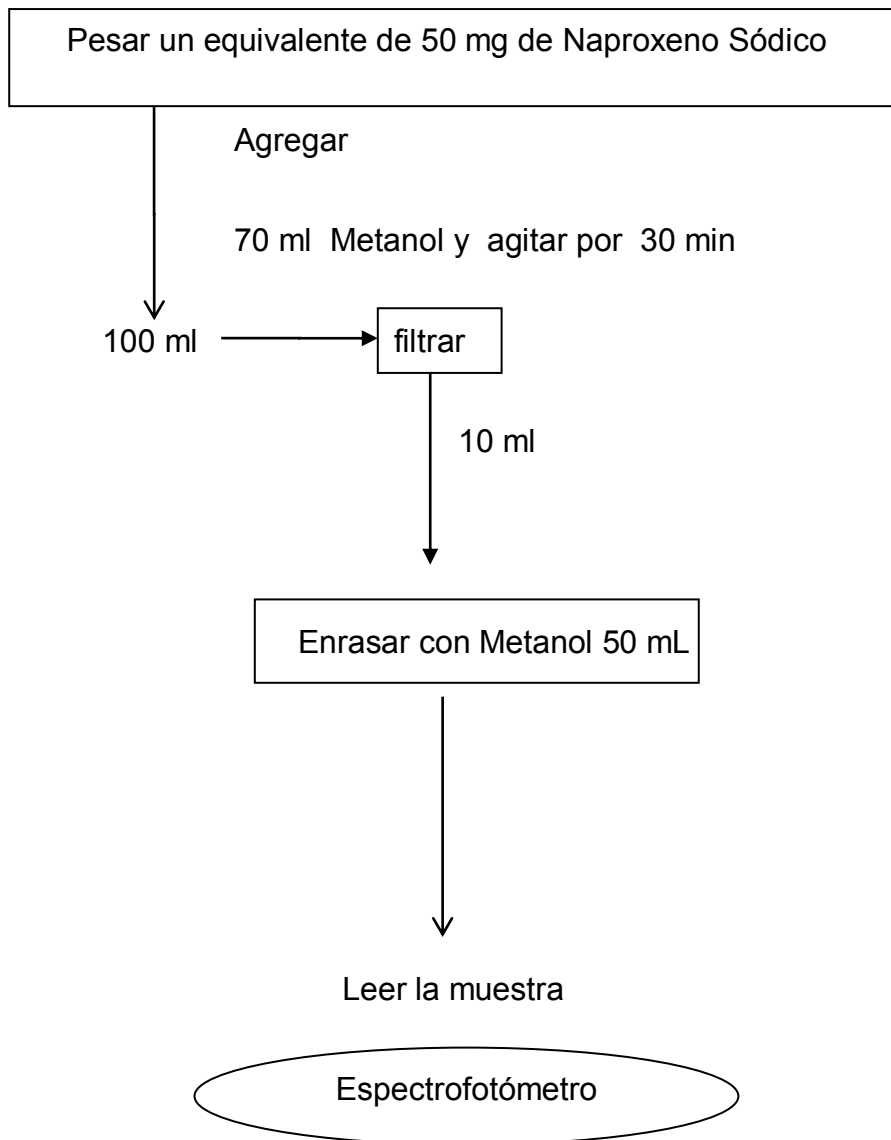 Pesar un equivalente de 50 mg de Naproxeno Sódico
Agregar
70 ml Metanol y agitar por 30 min
100 ml
filtrar
10 ml
Enrasar con Metanol 50 mL
Leer la muestra
Espectrofotómetro